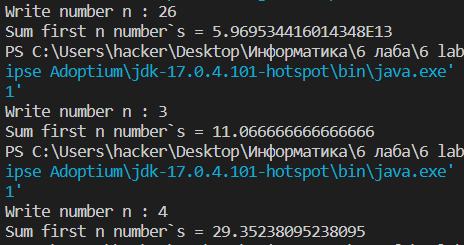 Write number n : 26
Sum first n number`s = 5.969534416014348E13
PS C:\Users\hacker\Desktop\Информатика\6 лаба\6 lab
ipse Adoptium\jdk-17.0.4.101-hotspot\bin\java.exe'
1'
Write number n : 3
Sum first n number`s = 11.066666666666666
PS C:\Users\hacker\Desktop\Информатика\6 лаба\6 lab
ipse Adoptium\jdk-17.0.4.101-hotspot\bin\java.exe'
1'
Write number n : 4
Sum first n number`s = 29.35238095238095